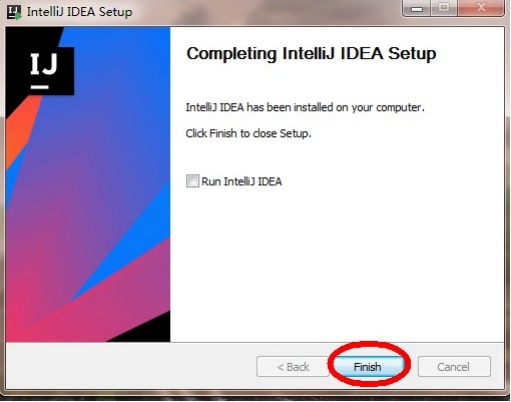 IntelliJ IDEA Setup
IJ
Completing IntelliJ IDEA Setup
IntelliJ IDEA has been installed on your computer.
Click Finish to close Setup.
Run IntelliJ IDEA
< Back
Finish
Cancel